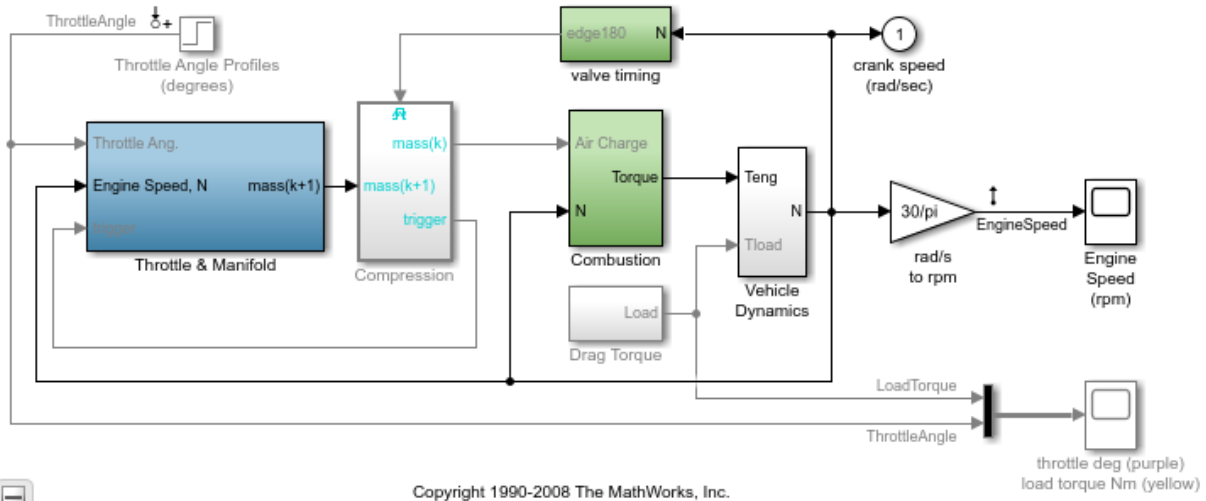 ThrottleAngle
Throttle Angle Profiles
(degrees)
edge180 N
valve timing
1
crank speed
(rad/sec)
Throttle Ang.
Engine Speed, N mass(k+1)
trigger
Throttle & Manifold
mass(k)
mass(k+1)
trigger
Compression
Air Charge
Torque
N
Combustion
Load
Drag Torque
Teng
N
Tload
Vehicle
Dynamics
30/pi
rad/s
to rpm
EngineSpeed
Engine
Speed
(rpm)
LoadTorque
ThrottleAngle
throttle deg (purple)
load torque Nm (yellow)
Copyright 1990-2008 The MathWorks, Inc.